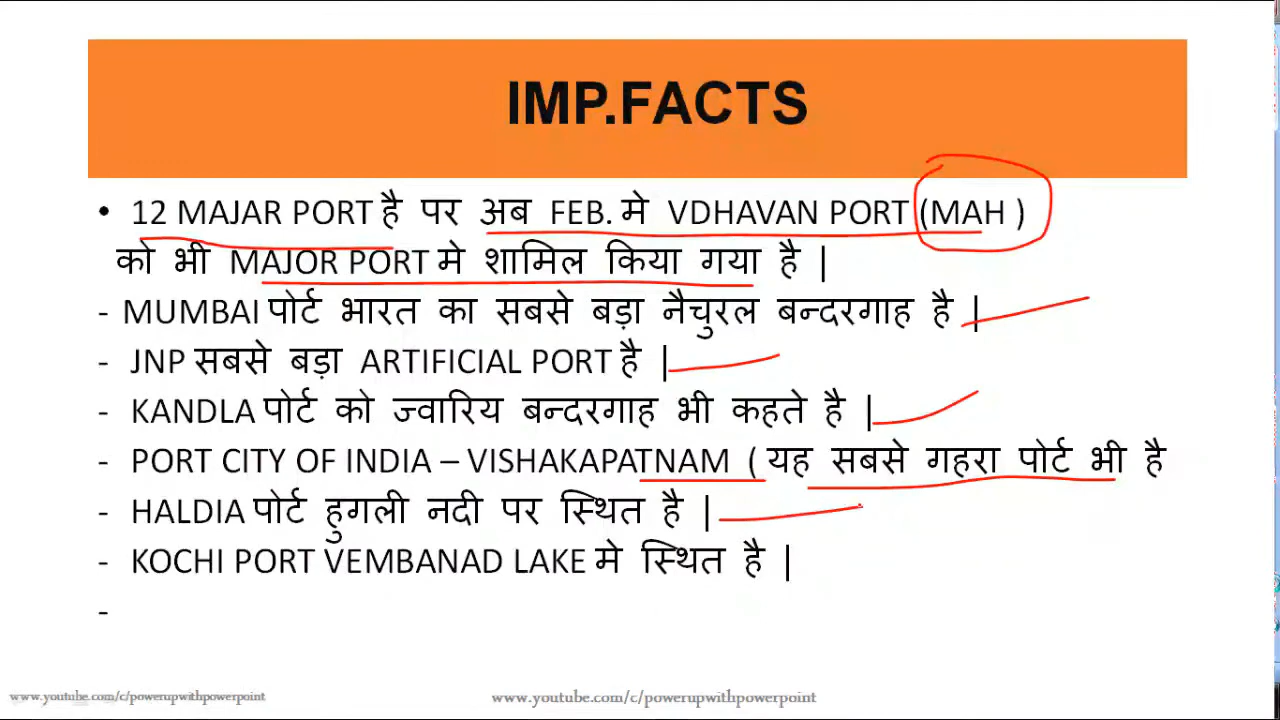 IMP.FACTS
• 12 MAJAR PORT है पर अब FEB. मे VDHAVAN PORT (MAH )
को भी MAJOR PORT मे शामिल किया गया है |
- MUMBAI पोर्ट भारत का सबसे बड़ा नैचुरल बन्दरगाह है |
- JNP सबसे बड़ा ARTIFICIAL PORT है |
- KANDLA पोर्ट को ज्वारिय बन्दरगाह भी कहते है |
- PORT CITY OF INDIA – VISHAKAPATNAM ( यह सबसे गहरा पोर्ट भी है
- HALDIA पोर्ट हुगली नदी पर स्थित है |
- KOCHI PORT VEMBANAD LAKE मे स्थित है |
-
www.youtube.com/c/powerupwithpowerpoint www.youtube.com/c/powerupwithpowerpoint